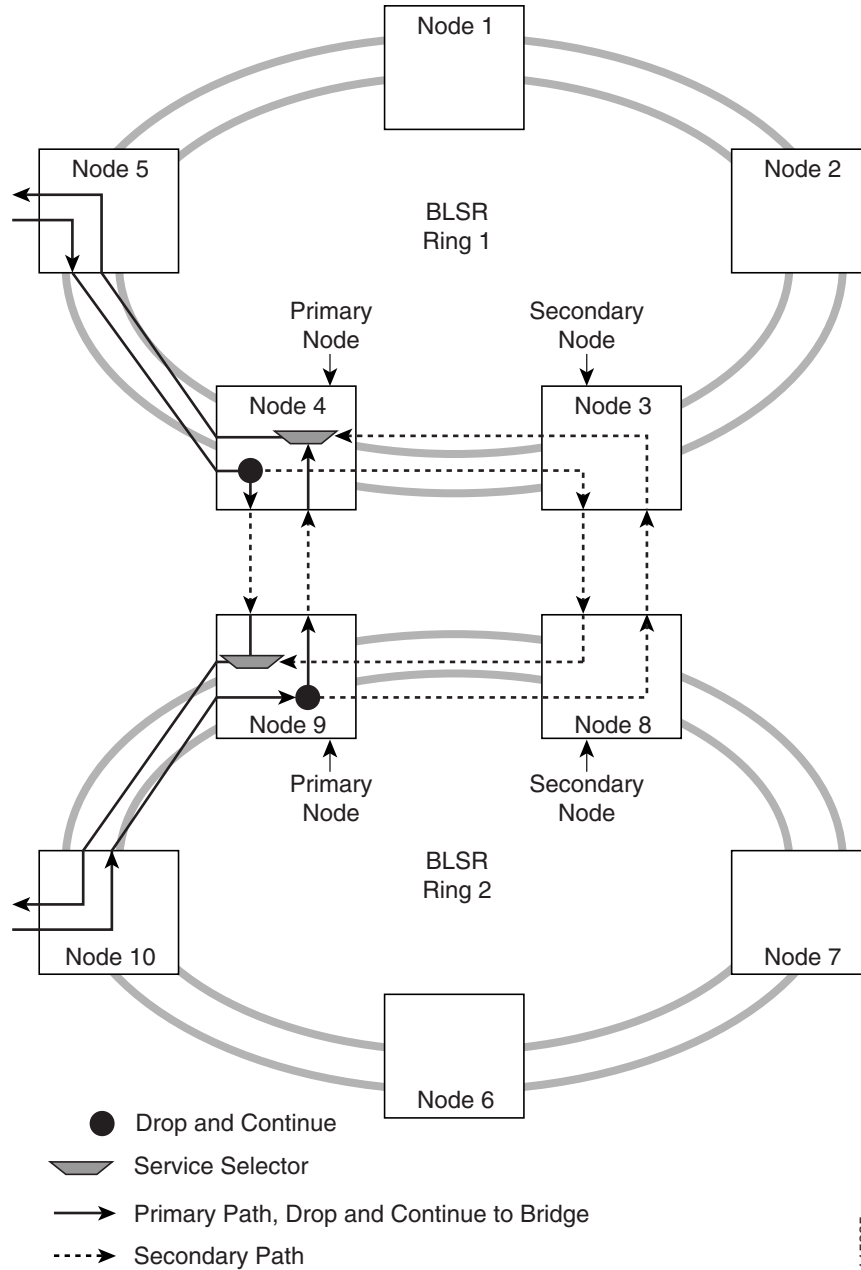 Node 1
Node 5
Node 2
BLSR
Ring 1
Primary
Node
Secondary
Node
Node 4
Node 3
Node 9
Node 8
Primary
Node
Secondary
Node
BLSR
Ring 2
Node 10
Node 7
Node 6
Drop and Continue
Service Selector
Primary Path, Drop and Continue to Bridge
Secondary Path